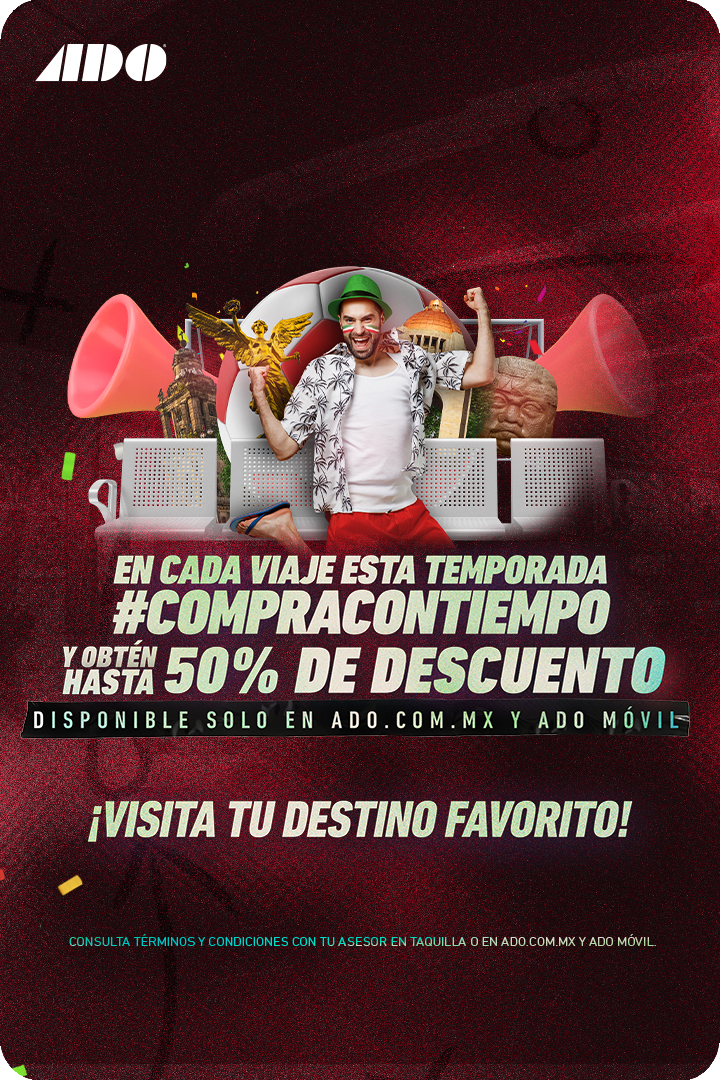 ADO
EN CADA VIAJE ESTA TEMPORADA
#COMPRACONTIEMPO
Y OBTÉN
HASTA 50% DE DESCUENTO
DISPONIBLE SOLO EN ADO.COM.MX Y ADO MÓVIL
¡VISITA TU DESTINO FAVORITO!
CONSULTA TÉRMINOS Y CONDICIONES CON TU ASESOR EN TAQUILLA O EN ADO.COM.MX Y ADO MÓVIL.